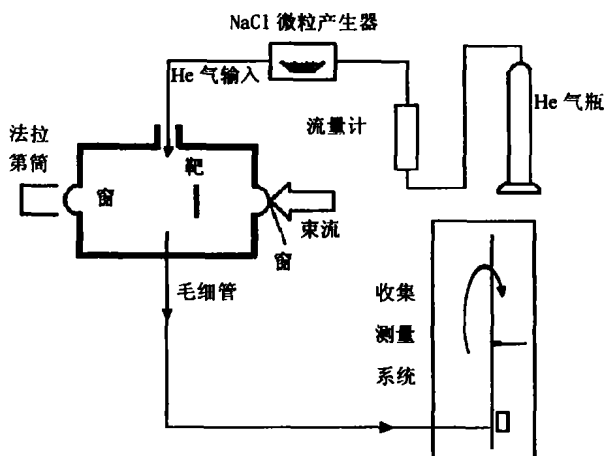 NaCl 微粒产生器
He 气输入
He 气瓶
流量计
法拉
第筒
窗
靶
束流
窗
毛细管
收集
测量
系统